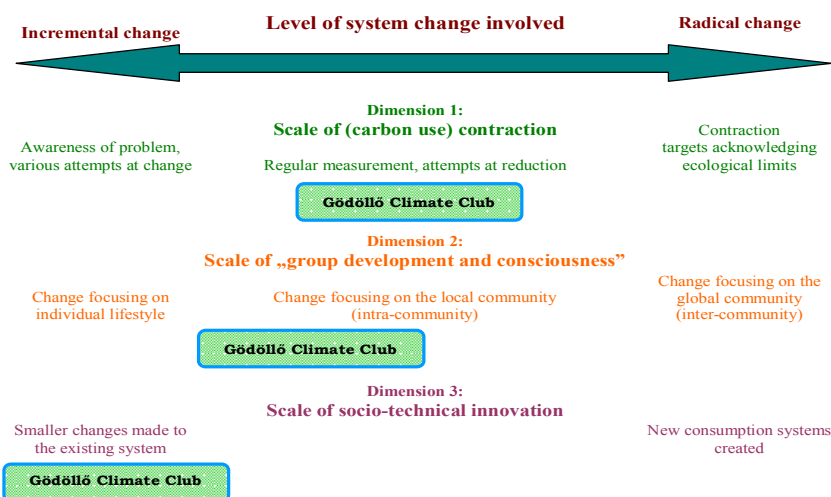 Level of system change involved
Incremental change
Radical change
Dimension 1:
Scale of (carbon use) contraction
Awareness of problem,
various attempts at change
Regular measurement, attempts at reduction
Contraction
targets acknowledging
ecological limits
Gödöllő Climate Club
Dimension 2:
Scale of „group development and consciousness”
Change focusing on
individual lifestyle
Change focusing on the local community
(intra-community)
Change focusing on the
global community
(inter-community)
Gödöllő Climate Club
Dimension 3:
Scale of socio-technical innovation
Smaller changes made to
the existing system
New consumption systems
created
Gödöllő Climate Club